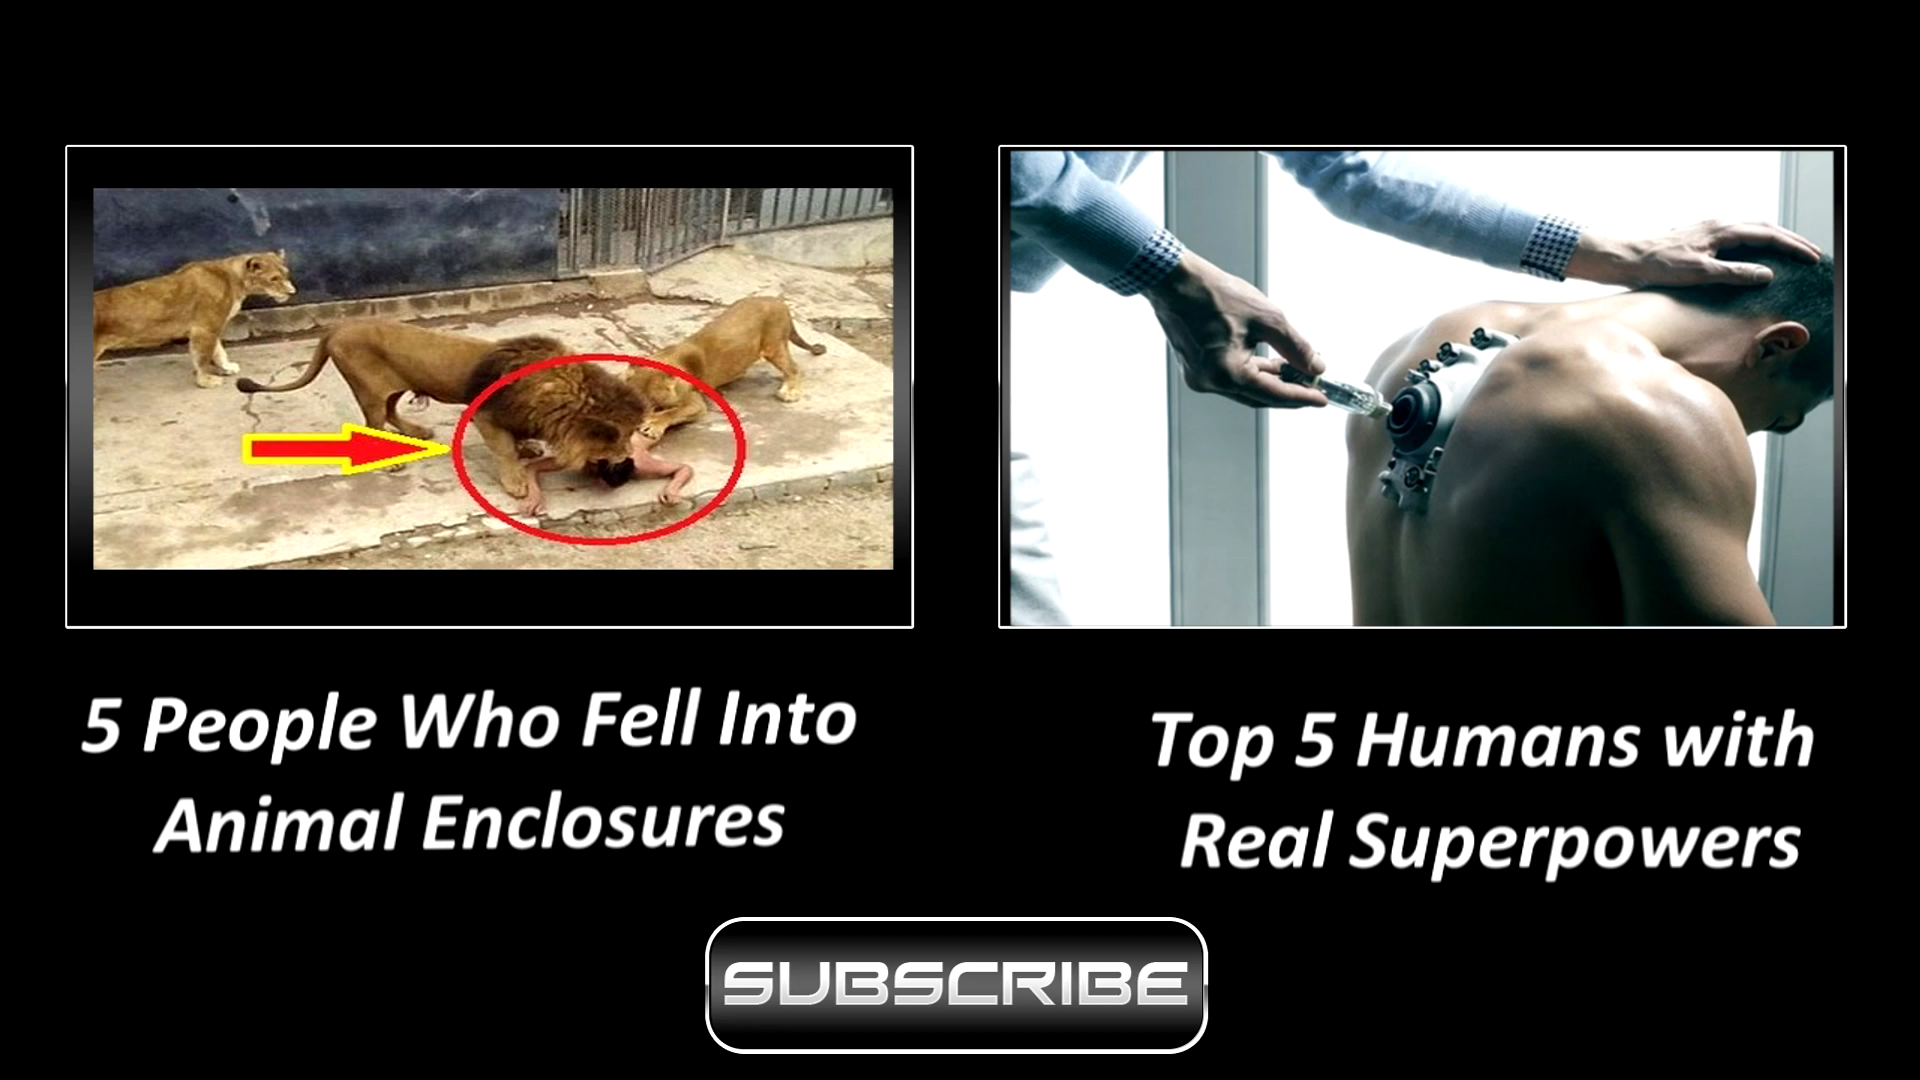 5 People Who Fell Into
Animal Enclosures
Top 5 Humans with
Real Superpowers
SUBSCRIBE